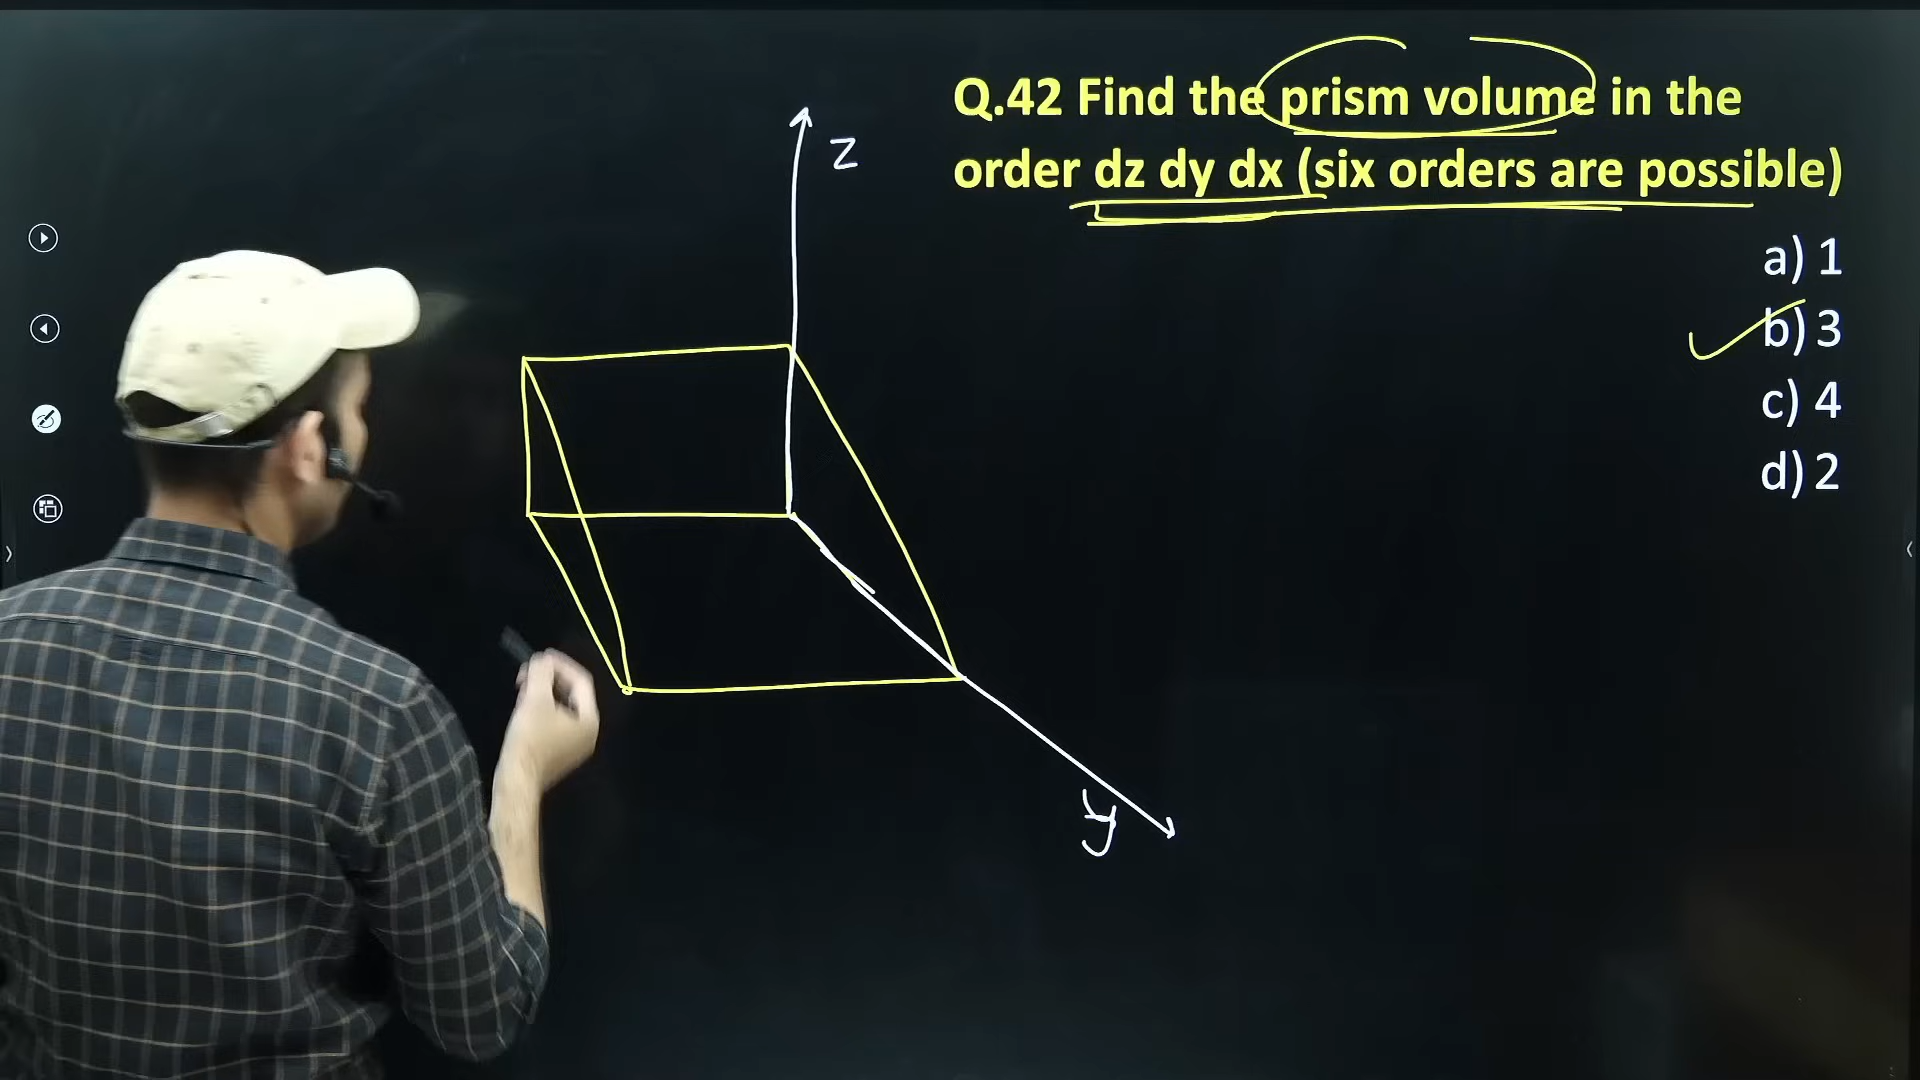 Q.42 Find the prism volume in the
order dz dy dx (six orders are possible)
a) 1
b) 3
c) 4
d) 2
z
y